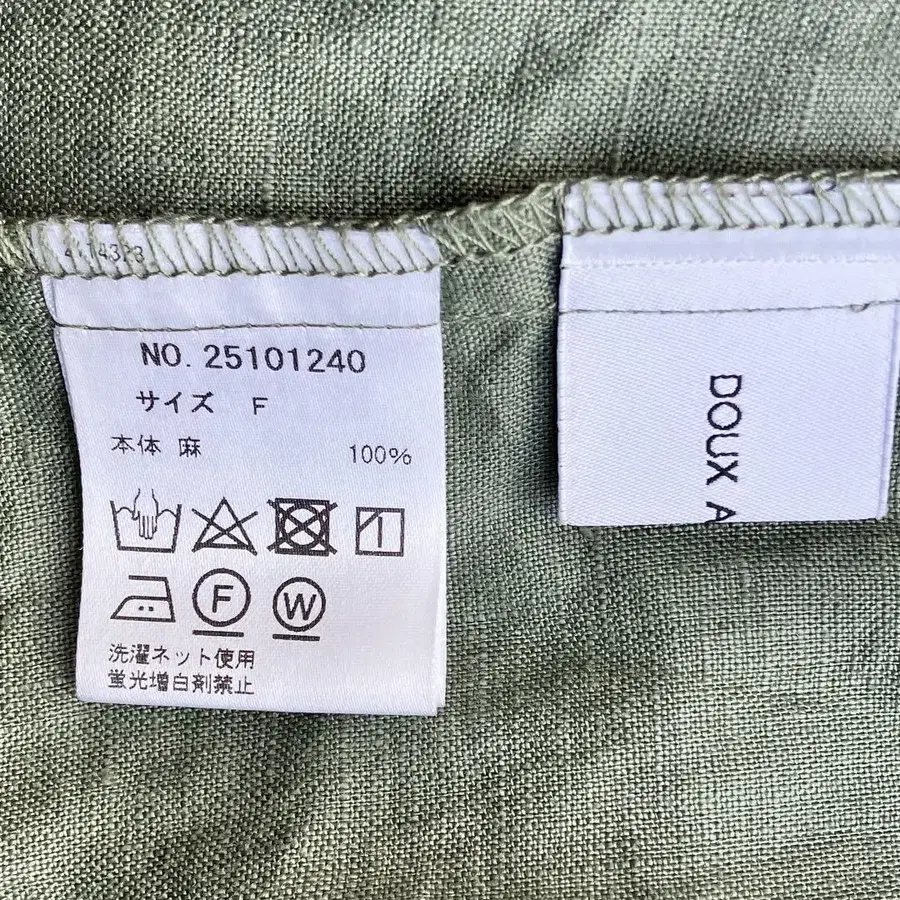 NO. 25101240
サイズ F
本体 麻 100%
F
W
洗濯ネット使用
蛍光増白剤禁止
DOUX A